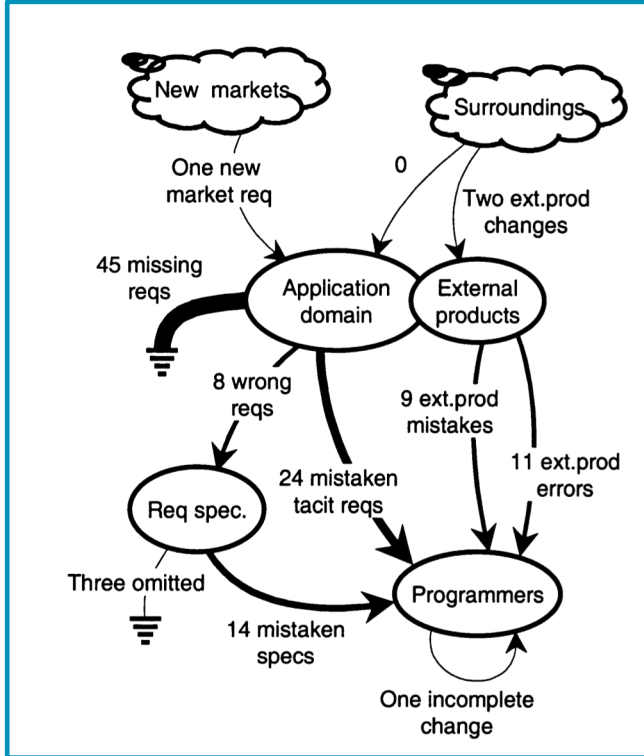 New markets
Surroundings
One new
market req
0
Two ext.prod
changes
45 missing
reqs
Application
domain
External
products
8 wrong
reqs
9 ext.prod
mistakes
24 mistaken
tacit reqs
11 ext.prod
errors
Req spec.
Three omitted
Programmers
14 mistaken
specs
One incomplete
change